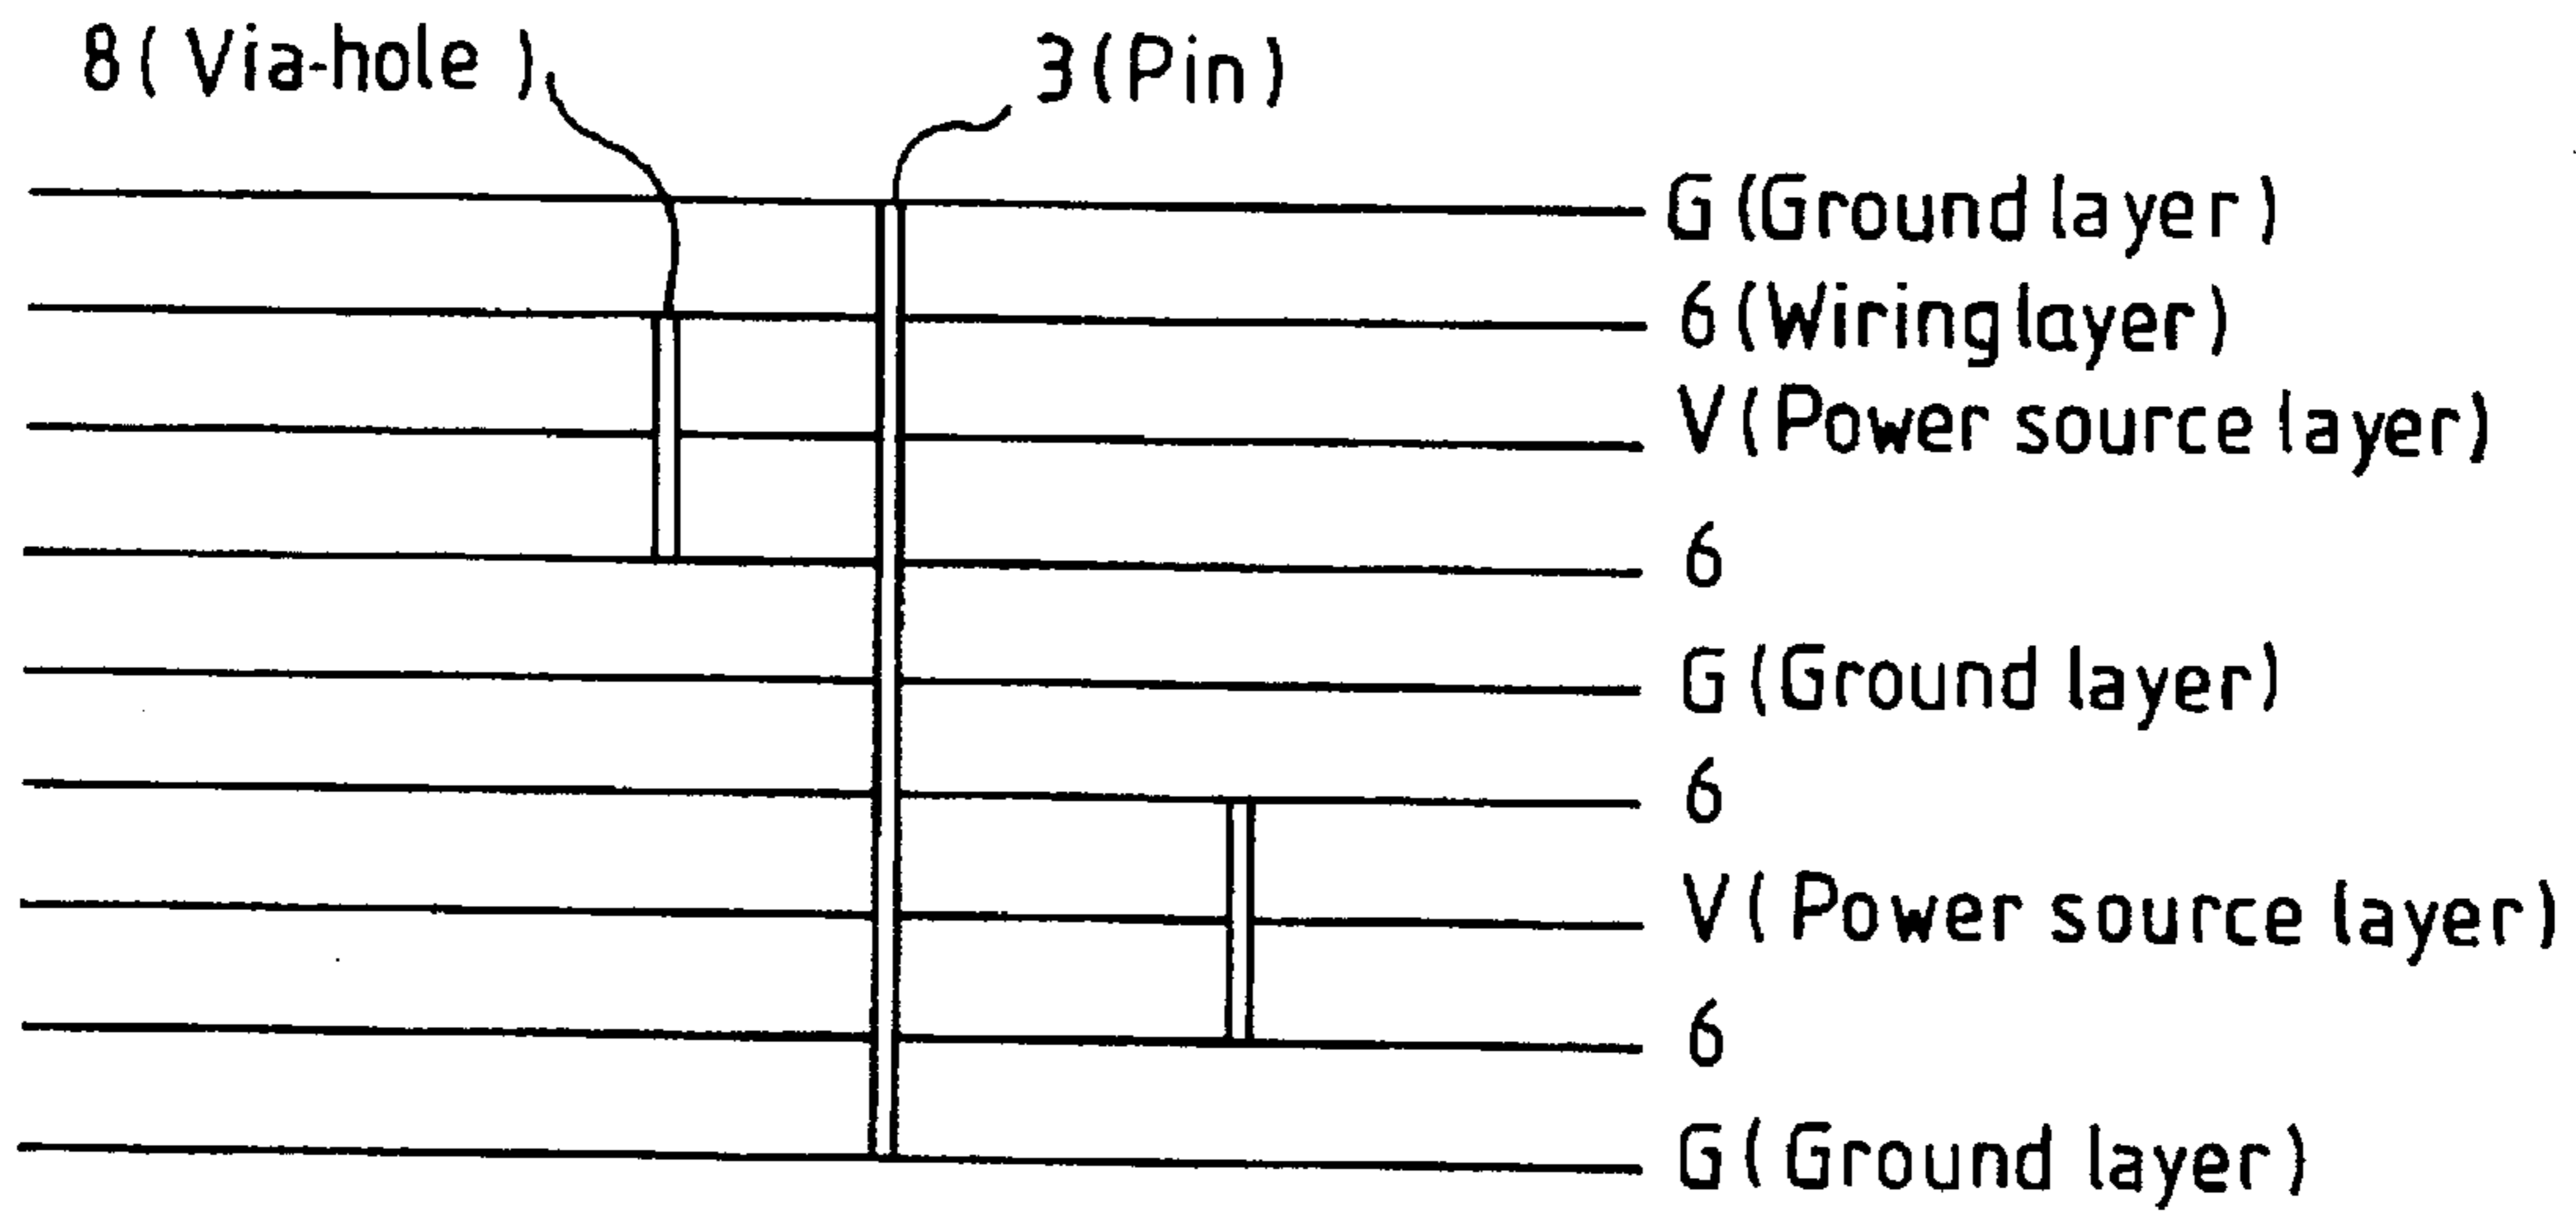 8 ( Via-hole )
3 (Pin)
G (Ground layer)
6 (Wiring layer)
V (Power source layer)
6
G (Ground layer)
6
V ( Power source layer)
6
G ( Ground layer)